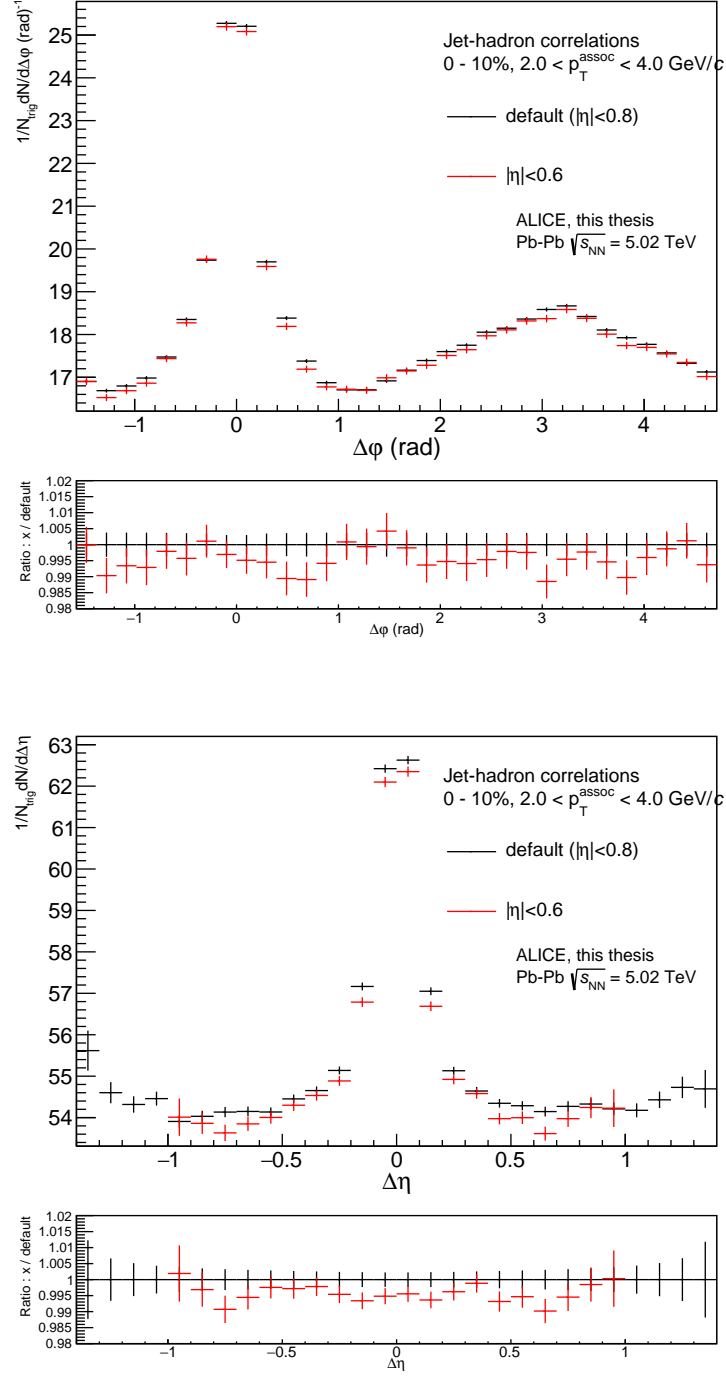 1/N_trig dN/dΔφ (rad)^-1
25
24
23
22
21
20
19
18
17
Jet-hadron correlations
0 - 10%, 2.0 < p_T^assoc < 4.0 GeV/c
default (|η|<0.8)
|η|<0.6
ALICE, this thesis
Pb-Pb √s_NN = 5.02 TeV
−1 0 1 2 3 4
Δφ (rad)
Ratio : x / default
1.02
1.015
1.01
1.005
1
0.995
0.99
0.985
0.98
−1 0 1 2 3 4
Δφ (rad)
1/N_trig dN/dΔη
63
62
61
60
59
58
57
56
55
54
Jet-hadron correlations
0 - 10%, 2.0 < p_T^assoc < 4.0 GeV/c
default (|η|<0.8)
|η|<0.6
ALICE, this thesis
Pb-Pb √s_NN = 5.02 TeV
−1 −0.5 0 0.5 1
Δη
Ratio : x / default
1.02
1.015
1.01
1.005
1
0.995
0.99
0.985
0.98
−1 −0.5 0 0.5 1
Δη